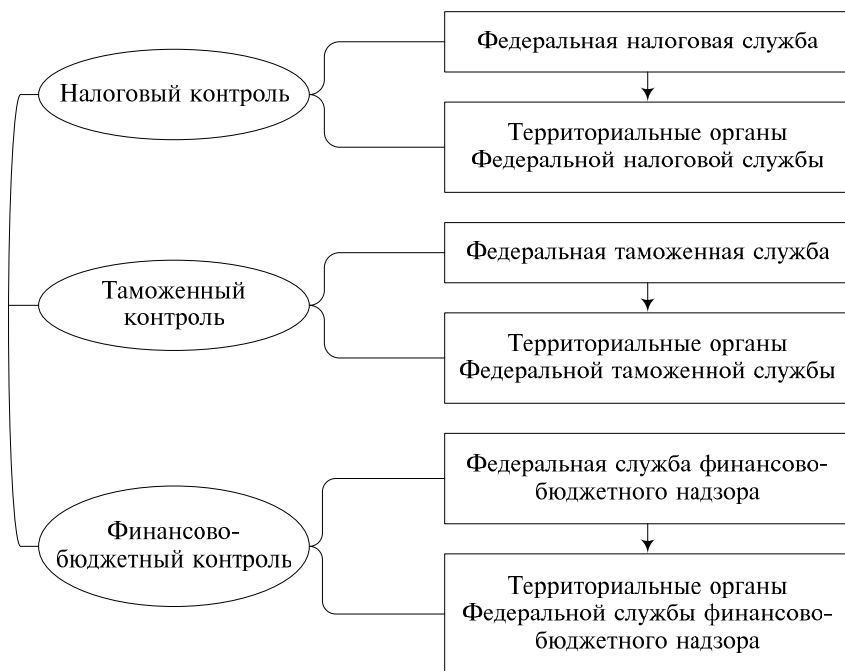 Налоговый контроль
Федеральная налоговая служба
Территориальные органы
Федеральной налоговой службы
Таможенный
контроль
Федеральная таможенная служба
Территориальные органы
Федеральной таможенной службы
Финансово-
бюджетный контроль
Федеральная служба финансово-
бюджетного надзора
Территориальные органы
Федеральной службы финансово-
бюджетного надзора